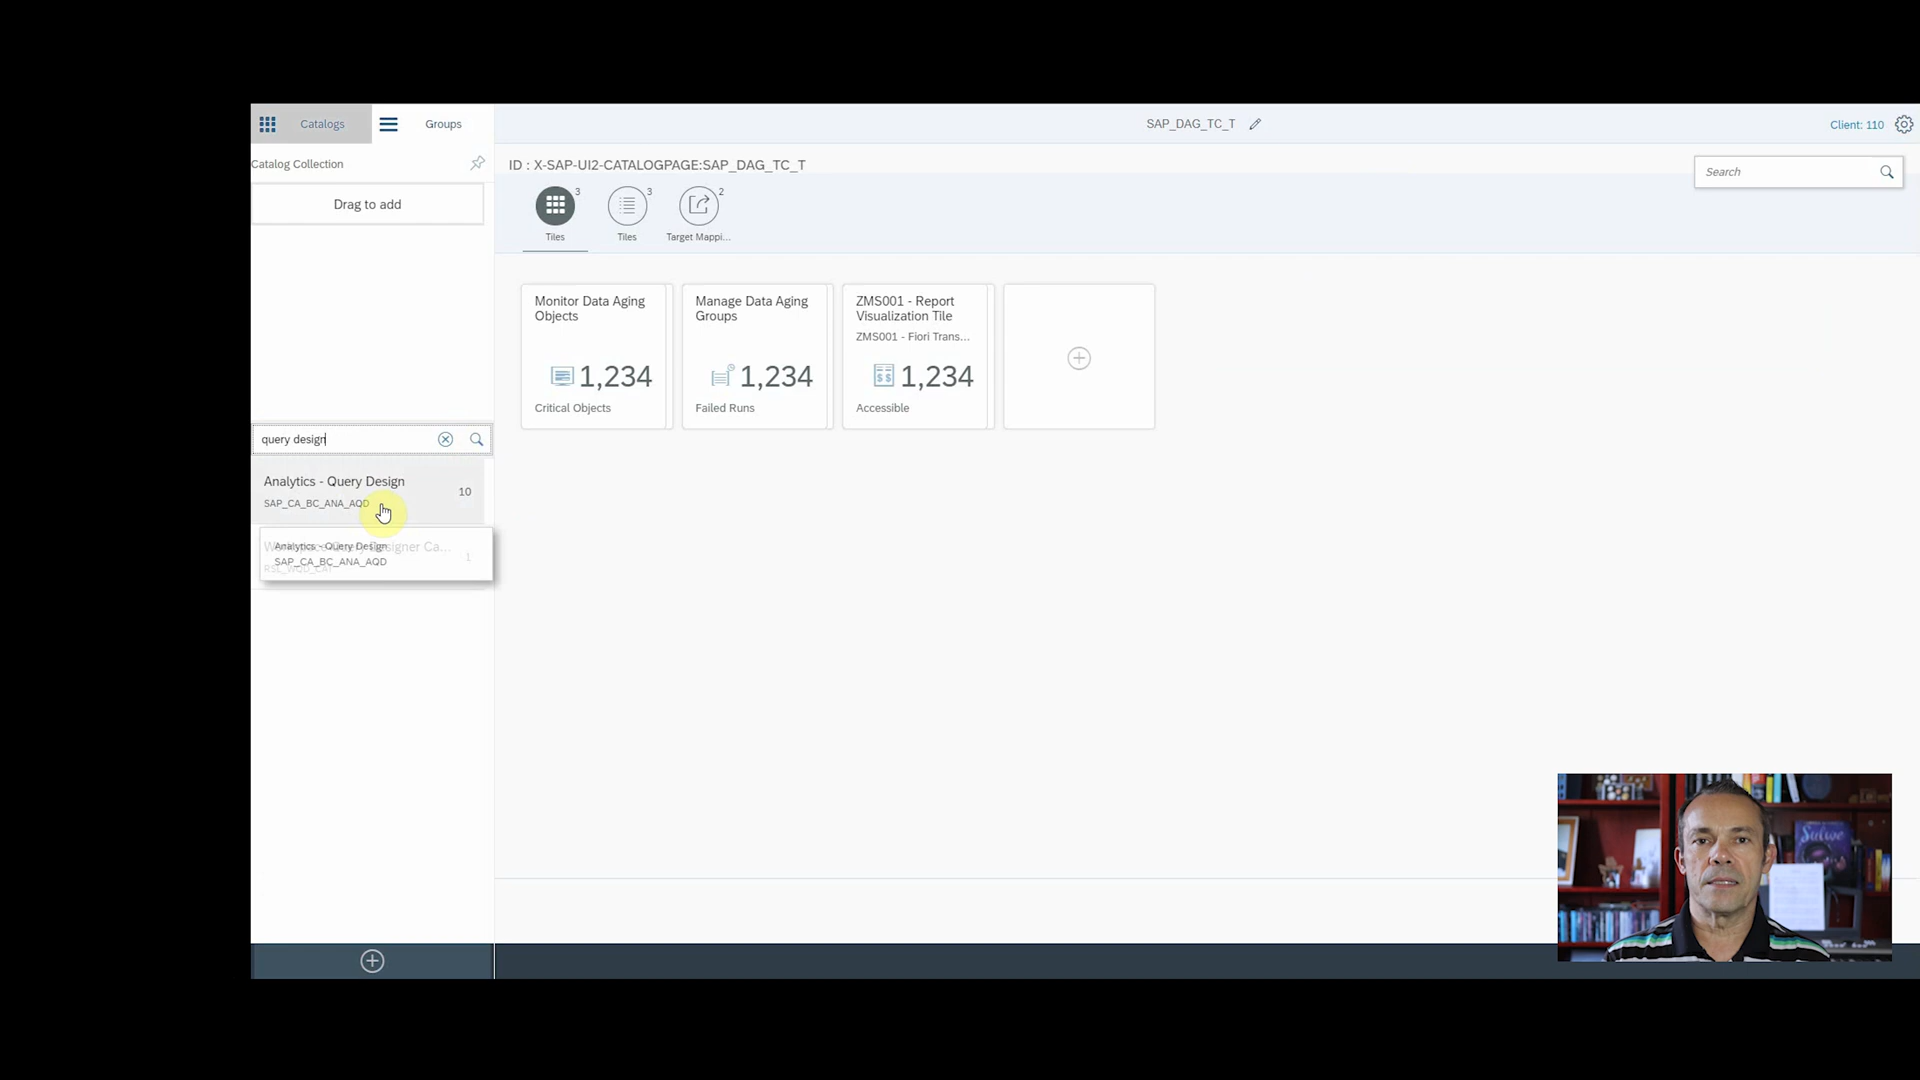 Catalogs
Groups
SAP_DAG_TC_T
Client: 110
Catalog Collection
ID : X-SAP-UI2-CATALOGPAGE:SAP_DAG_TC_T
Search
Drag to add
3
3
2
Tiles
Tiles
Target Mappi...
Monitor Data Aging
Objects
1,234
Critical Objects
Manage Data Aging
Groups
1,234
Failed Runs
ZMS001 - Report
Visualization Tile
ZMS001 - Fiori Trans...
1,234
Accessible
query design
Analytics - Query Design
10
SAP_CA_BC_ANA_AQD
Analytics - Query Design
SAP_CA_BC_ANA_AQD
1
Sulwe